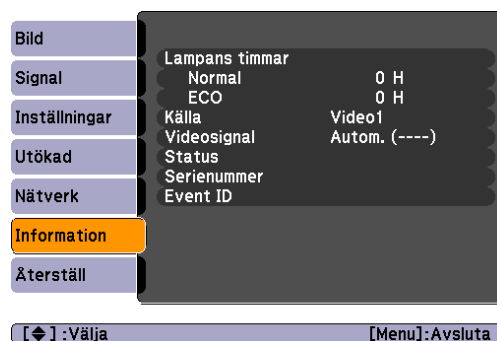 Bild
Signal
Inställningar
Utökad
Nätverk
Information
Återställ
Lampans timmar
Normal 0 H
ECO 0 H
Källa Video1
Videosignal Autom. (----)
Status
Serienummer
Event ID
[◆] :Välja [Menu]:Avsluta